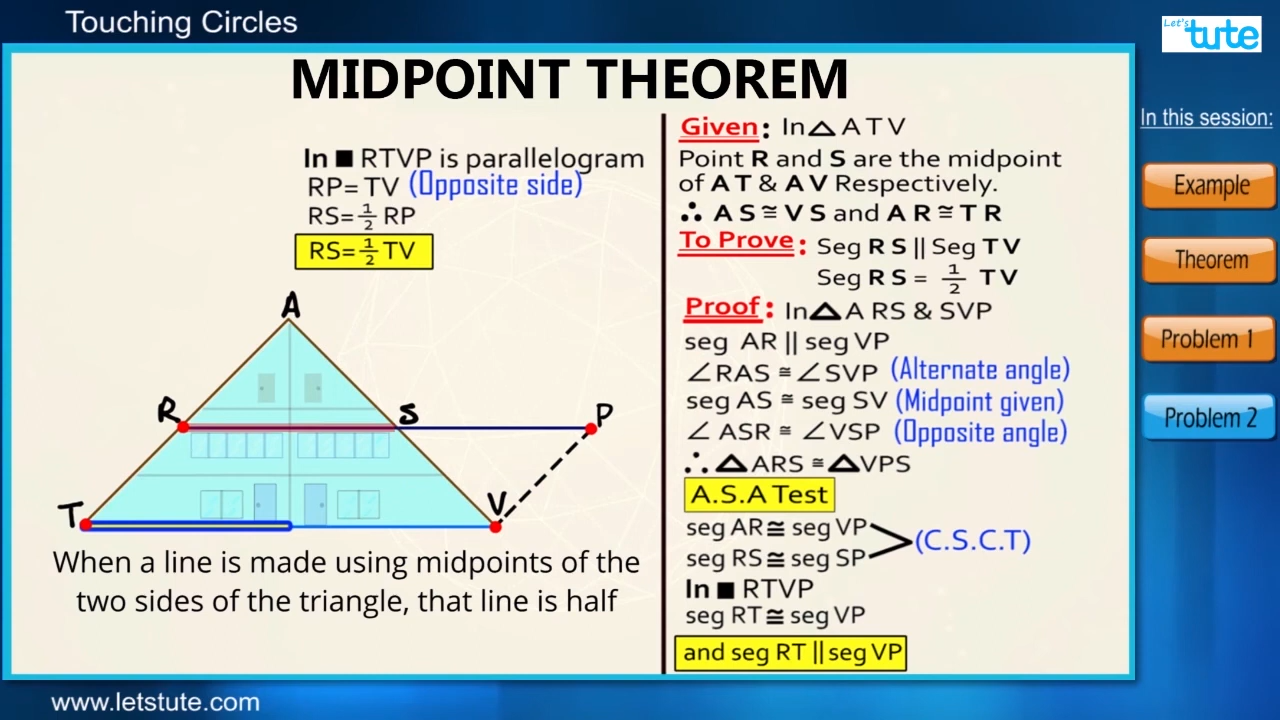 Touching Circles
Let's tute
MIDPOINT THEOREM
In ■ RTVP is parallelogram
RP= TV (Opposite side)
RS= 1/2 RP
RS= 1/2 TV
A
R
S
P
T
V
When a line is made using midpoints of the
two sides of the triangle, that line is half
Given: In △ A T V
Point R and S are the midpoint
of A T & A V Respectively.
∴ A S ≅ V S and A R ≅ T R
To Prove: Seg R S || Seg T V
Seg R S = 1/2 T V
Proof: In △ A RS & SVP
seg AR || seg VP
∠RAS ≅ ∠SVP (Alternate angle)
seg AS ≅ seg SV (Midpoint given)
∠ ASR ≅ ∠VSP (Opposite angle)
∴ △ARS ≅ △VPS
A.S.A Test
seg AR ≅ seg VP
seg RS ≅ seg SP
(C.S.C.T)
In ■ RTVP
seg RT ≅ seg VP
and seg RT || seg VP
In this session:
Example
Theorem
Problem 1
Problem 2
www.letstute.com